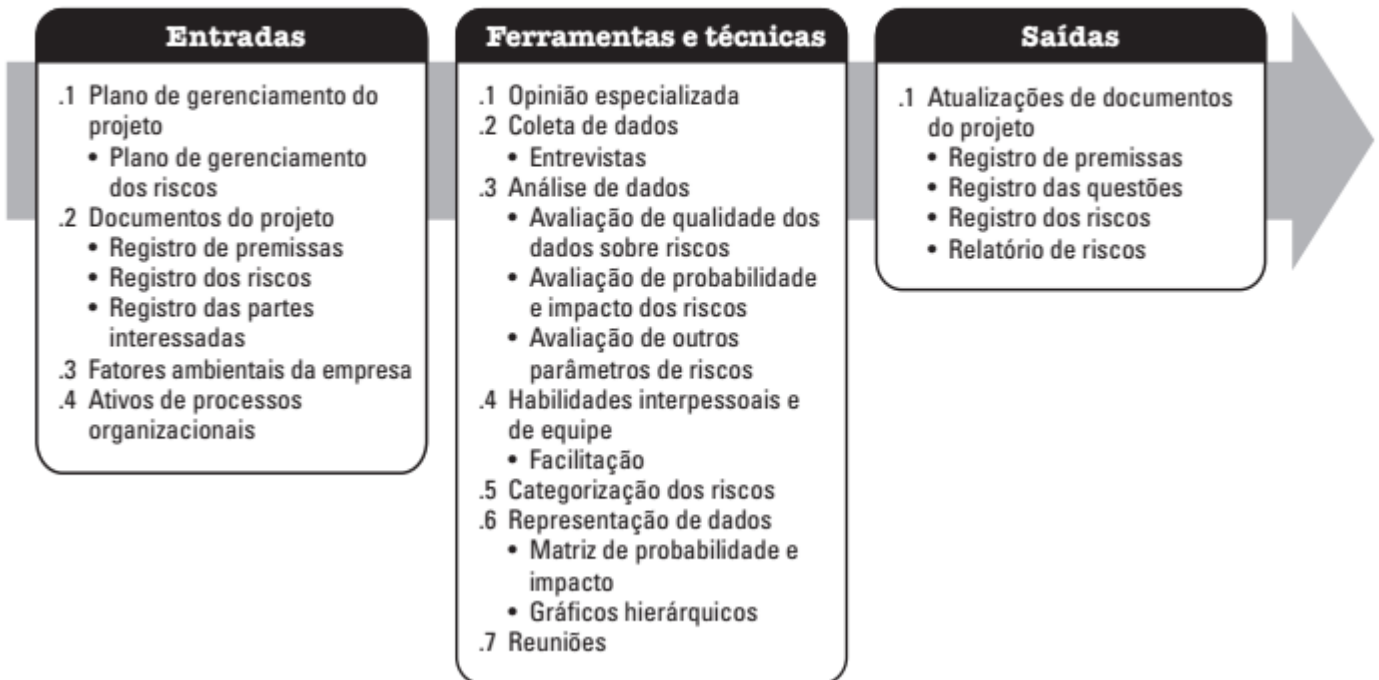 Entradas
.1 Plano de gerenciamento do
projeto
• Plano de gerenciamento
dos riscos
.2 Documentos do projeto
• Registro de premissas
• Registro dos riscos
• Registro das partes
interessadas
.3 Fatores ambientais da empresa
.4 Ativos de processos
organizacionais
Ferramentas e técnicas
.1 Opinião especializada
.2 Coleta de dados
• Entrevistas
.3 Análise de dados
• Avaliação de qualidade dos
dados sobre riscos
• Avaliação de probabilidade
e impacto dos riscos
• Avaliação de outros
parâmetros de riscos
.4 Habilidades interpessoais e
de equipe
• Facilitação
.5 Categorização dos riscos
.6 Representação de dados
• Matriz de probabilidade e
impacto
• Gráficos hierárquicos
.7 Reuniões
Saídas
.1 Atualizações de documentos
do projeto
• Registro de premissas
• Registro das questões
• Registro dos riscos
• Relatório de riscos